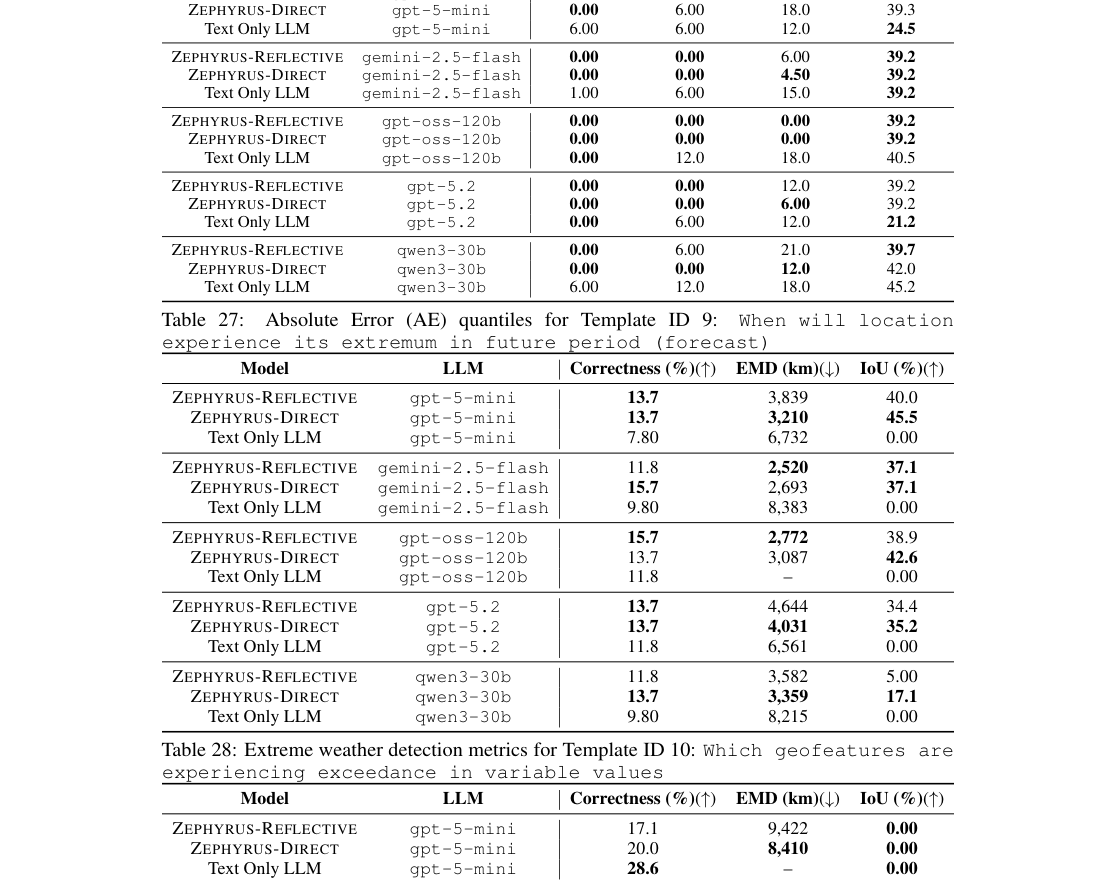 ZEPHYRUS-DIRECT gpt-5-mini 0.00 6.00 18.0 39.3
Text Only LLM gpt-5-mini 6.00 6.00 12.0 24.5
ZEPHYRUS-REFLECTIVE gemini-2.5-flash 0.00 0.00 6.00 39.2
ZEPHYRUS-DIRECT gemini-2.5-flash 0.00 0.00 4.50 39.2
Text Only LLM gemini-2.5-flash 1.00 6.00 15.0 39.2
ZEPHYRUS-REFLECTIVE gpt-oss-120b 0.00 0.00 0.00 39.2
ZEPHYRUS-DIRECT gpt-oss-120b 0.00 0.00 0.00 39.2
Text Only LLM gpt-oss-120b 0.00 12.0 18.0 40.5
ZEPHYRUS-REFLECTIVE gpt-5.2 0.00 0.00 12.0 39.2
ZEPHYRUS-DIRECT gpt-5.2 0.00 0.00 6.00 39.2
Text Only LLM gpt-5.2 0.00 6.00 12.0 21.2
ZEPHYRUS-REFLECTIVE qwen3-30b 0.00 6.00 21.0 39.7
ZEPHYRUS-DIRECT qwen3-30b 0.00 0.00 12.0 42.0
Text Only LLM qwen3-30b 6.00 12.0 18.0 45.2
Table 27: Absolute Error (AE) quantiles for Template ID 9: When will location
experience its extremum in future period (forecast)
Model LLM Correctness (%)(↑) EMD (km)(↓) IoU (%)(↑)
ZEPHYRUS-REFLECTIVE gpt-5-mini 13.7 3,839 40.0
ZEPHYRUS-DIRECT gpt-5-mini 13.7 3,210 45.5
Text Only LLM gpt-5-mini 7.80 6,732 0.00
ZEPHYRUS-REFLECTIVE gemini-2.5-flash 11.8 2,520 37.1
ZEPHYRUS-DIRECT gemini-2.5-flash 15.7 2,693 37.1
Text Only LLM gemini-2.5-flash 9.80 8,383 0.00
ZEPHYRUS-REFLECTIVE gpt-oss-120b 15.7 2,772 38.9
ZEPHYRUS-DIRECT gpt-oss-120b 13.7 3,087 42.6
Text Only LLM gpt-oss-120b 11.8 – 0.00
ZEPHYRUS-REFLECTIVE gpt-5.2 13.7 4,644 34.4
ZEPHYRUS-DIRECT gpt-5.2 13.7 4,031 35.2
Text Only LLM gpt-5.2 11.8 6,561 0.00
ZEPHYRUS-REFLECTIVE qwen3-30b 11.8 3,582 5.00
ZEPHYRUS-DIRECT qwen3-30b 13.7 3,359 17.1
Text Only LLM qwen3-30b 9.80 8,215 0.00
Table 28: Extreme weather detection metrics for Template ID 10: Which geofeatures are
experiencing exceedance in variable values
Model LLM Correctness (%)(↑) EMD (km)(↓) IoU (%)(↑)
ZEPHYRUS-REFLECTIVE gpt-5-mini 17.1 9,422 0.00
ZEPHYRUS-DIRECT gpt-5-mini 20.0 8,410 0.00
Text Only LLM gpt-5-mini 28.6 – 0.00